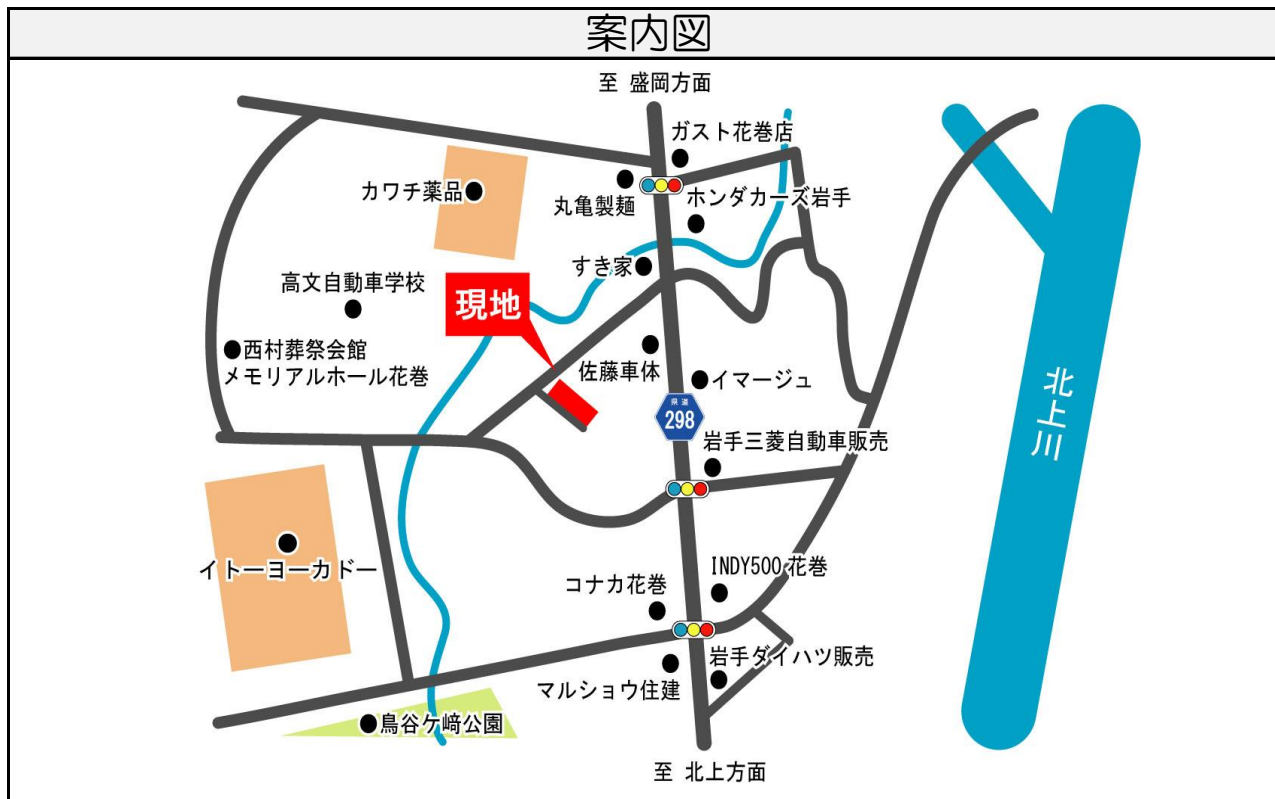 案内図
至 盛岡方面
ガスト花巻店
カワチ薬品
丸亀製麺
ホンダカーズ岩手
すき家
高文自動車学校
現地
西村葬祭会館
メモリアルホール花巻
佐藤車体
イマージュ
県道
298
北上川
岩手三菱自動車販売
イトーヨーカドー
INDY500 花巻
コナカ花巻
岩手ダイハツ販売
マルショウ住建
鳥谷ケ﨑公園
至 北上方面